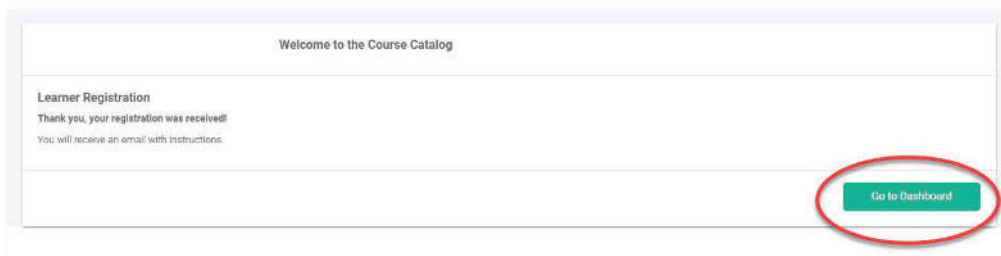 Welcome to the Course Catalog
Learner Registration
Thank you, your registration was received!
You will receive an email with instructions.
Go to Dashboard